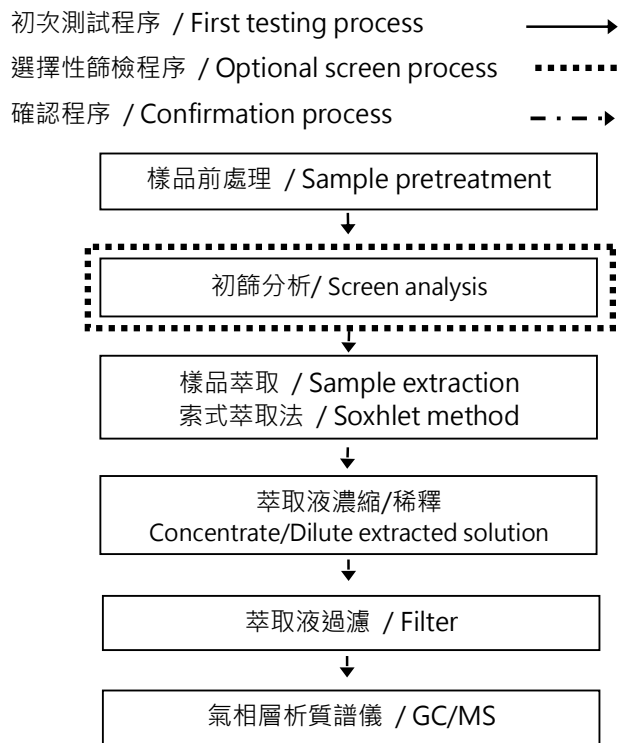 初次測試程序 / First testing process
選擇性篩檢程序 / Optional screen process
確認程序 / Confirmation process
樣品前處理 / Sample pretreatment
初篩分析/ Screen analysis
樣品萃取 / Sample extraction
索式萃取法 / Soxhlet method
萃取液濃縮/稀釋
Concentrate/Dilute extracted solution
萃取液過濾 / Filter
氣相層析質譜儀 / GC/MS